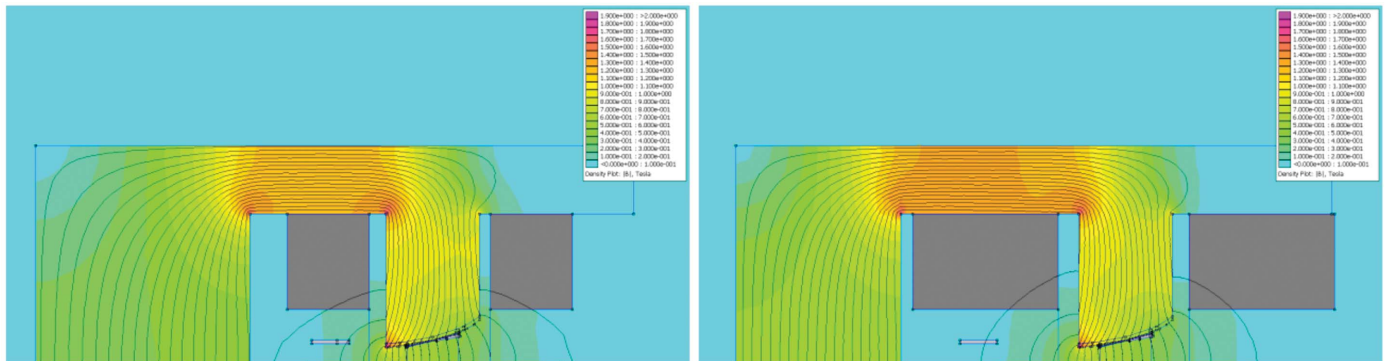 1.900e+000 : >2.000e+000
1.800e+000 : 1.900e+000
1.700e+000 : 1.800e+000
1.600e+000 : 1.700e+000
1.500e+000 : 1.600e+000
1.400e+000 : 1.500e+000
1.300e+000 : 1.400e+000
1.200e+000 : 1.300e+000
1.100e+000 : 1.200e+000
1.000e+000 : 1.100e+000
9.000e-001 : 1.000e+000
8.000e-001 : 9.000e-001
7.000e-001 : 8.000e-001
6.000e-001 : 7.000e-001
5.000e-001 : 6.000e-001
4.000e-001 : 5.000e-001
3.000e-001 : 4.000e-001
2.000e-001 : 3.000e-001
1.000e-001 : 2.000e-001
<0.000e+000 : 1.000e-001
Density Plot: |B|, Tesla
1.900e+000 : >2.000e+000
1.800e+000 : 1.900e+000
1.700e+000 : 1.800e+000
1.600e+000 : 1.700e+000
1.500e+000 : 1.600e+000
1.400e+000 : 1.500e+000
1.300e+000 : 1.400e+000
1.200e+000 : 1.300e+000
1.100e+000 : 1.200e+000
1.000e+000 : 1.100e+000
9.000e-001 : 1.000e+000
8.000e-001 : 9.000e-001
7.000e-001 : 8.000e-001
6.000e-001 : 7.000e-001
5.000e-001 : 6.000e-001
4.000e-001 : 5.000e-001
3.000e-001 : 4.000e-001
2.000e-001 : 3.000e-001
1.000e-001 : 2.000e-001
<0.000e+000 : 1.000e-001
Density Plot: |B|, Tesla